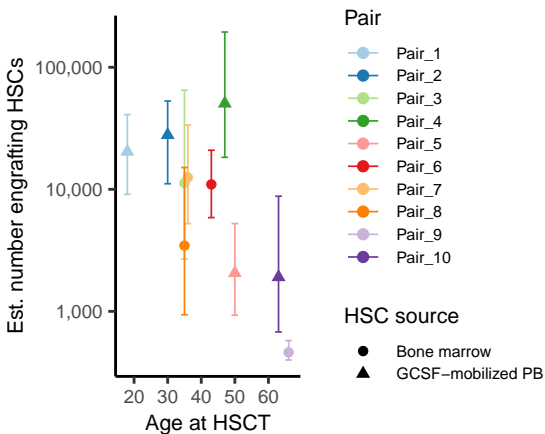 Est. number engrafting HSCs
100,000
10,000
1,000
20 30 40 50 60
Age at HSCT
Pair
Pair_1
Pair_2
Pair_3
Pair_4
Pair_5
Pair_6
Pair_7
Pair_8
Pair_9
Pair_10
HSC source
Bone marrow
GCSF−mobilized PB